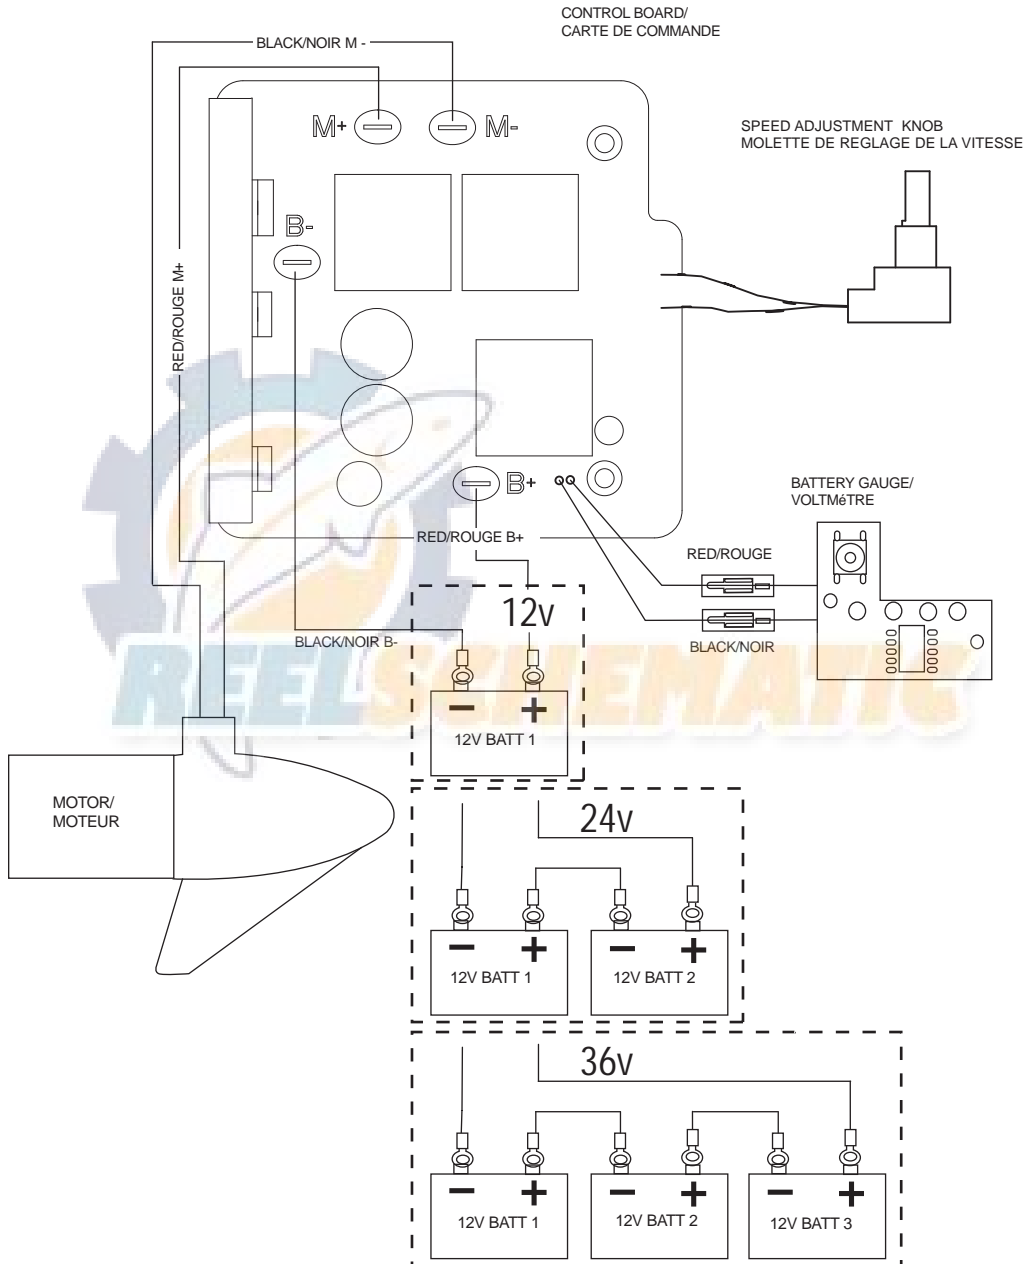 CONTROL BOARD/
CARTE DE COMMANDE
BLACK/NOIR M -
M+
M-
SPEED ADJUSTMENT KNOB
MOLETTE DE REGLAGE DE LA VITESSE
B-
RED/ROUGE M+
B+
BATTERY GAUGE/
VOLTMéTRE
RED/ROUGE B+
RED/ROUGE
12v
BLACK/NOIR B-
BLACK/NOIR
REELSCHEMATIC
- +
12V BATT 1
MOTOR/
MOTEUR
24v
- + - +
12V BATT 1
12V BATT 2
36v
- + - + - +
12V BATT 1
12V BATT 2
12V BATT 3